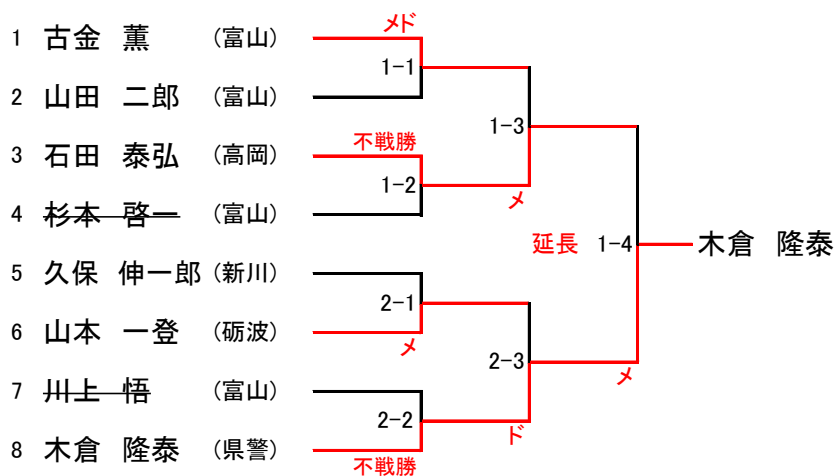 メド
1 古金 薫 (富山)
1-1
2 山田 二郎 (富山)
1-3
不戦勝
3 石田 泰弘 (高岡)
1-2
メ
4 杉本 啓一 (富山)
延長 1-4 木倉 隆泰
5 久保 伸一郎 (新川)
2-1
6 山本 一登 (砺波)
メ
2-3
メ
7 川上 悟 (富山)
2-2
ド
8 木倉 隆泰 (県警)
不戦勝